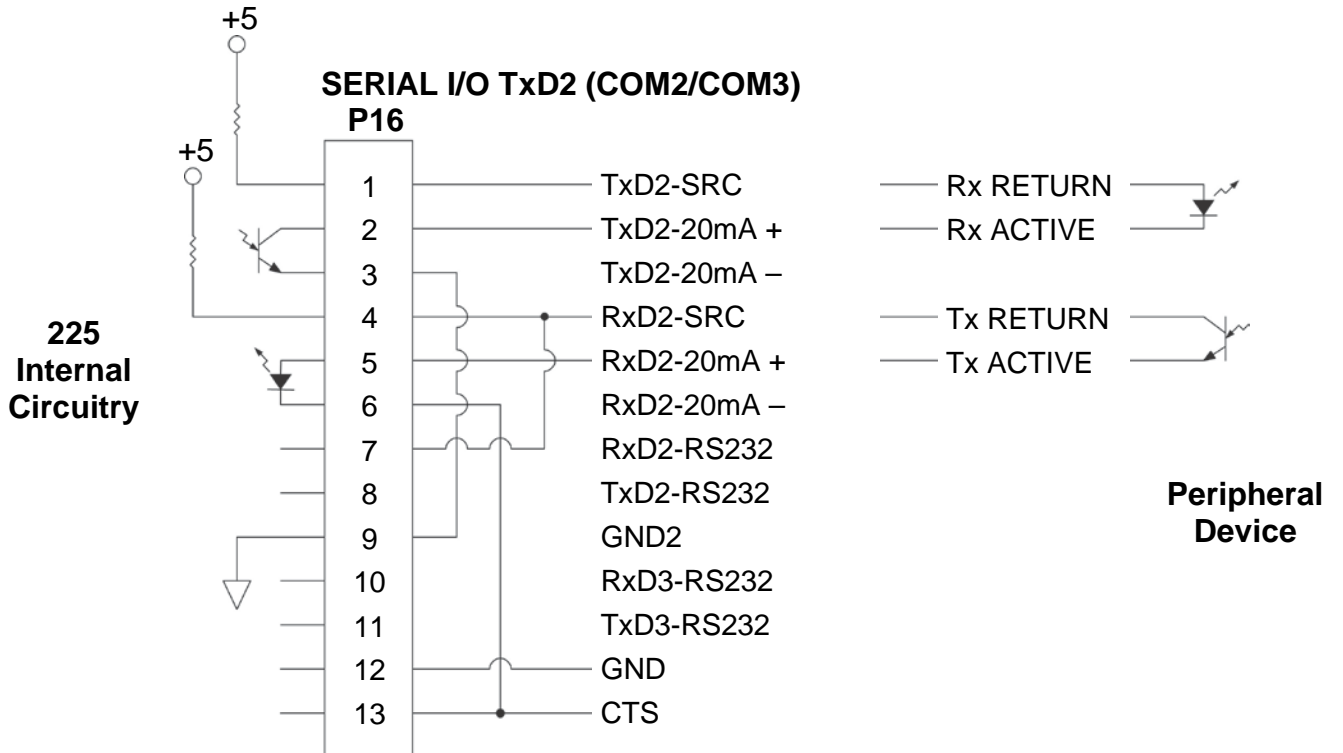 +5
SERIAL I/O TxD2 (COM2/COM3)
P16
+5
1 TxD2-SRC Rx RETURN
2 TxD2-20mA + Rx ACTIVE
3 TxD2-20mA –
4 RxD2-SRC Tx RETURN
5 RxD2-20mA + Tx ACTIVE
6 RxD2-20mA –
7 RxD2-RS232
8 TxD2-RS232
9 GND2
10 RxD3-RS232
11 TxD3-RS232
12 GND
13 CTS
225
Internal
Circuitry
Peripheral
Device